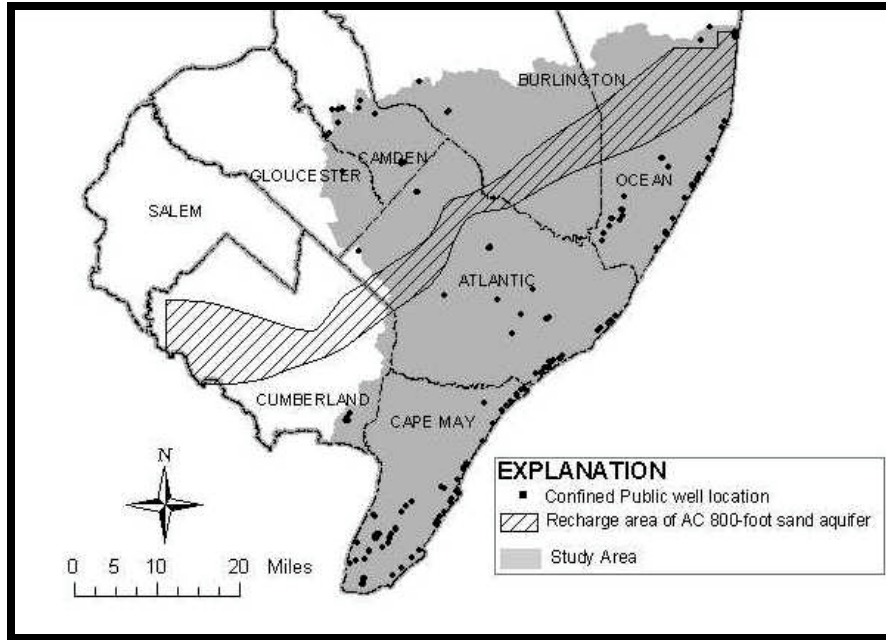 BURLINGTON
CAMDEN
GLOUCESTER
OCEAN
SALEM
ATLANTIC
CUMBERLAND
CAPE MAY
N
0 5 10 20 Miles
EXPLANATION
Confined Public well location
Recharge area of AC 800-foot sand aquifer
Study Area